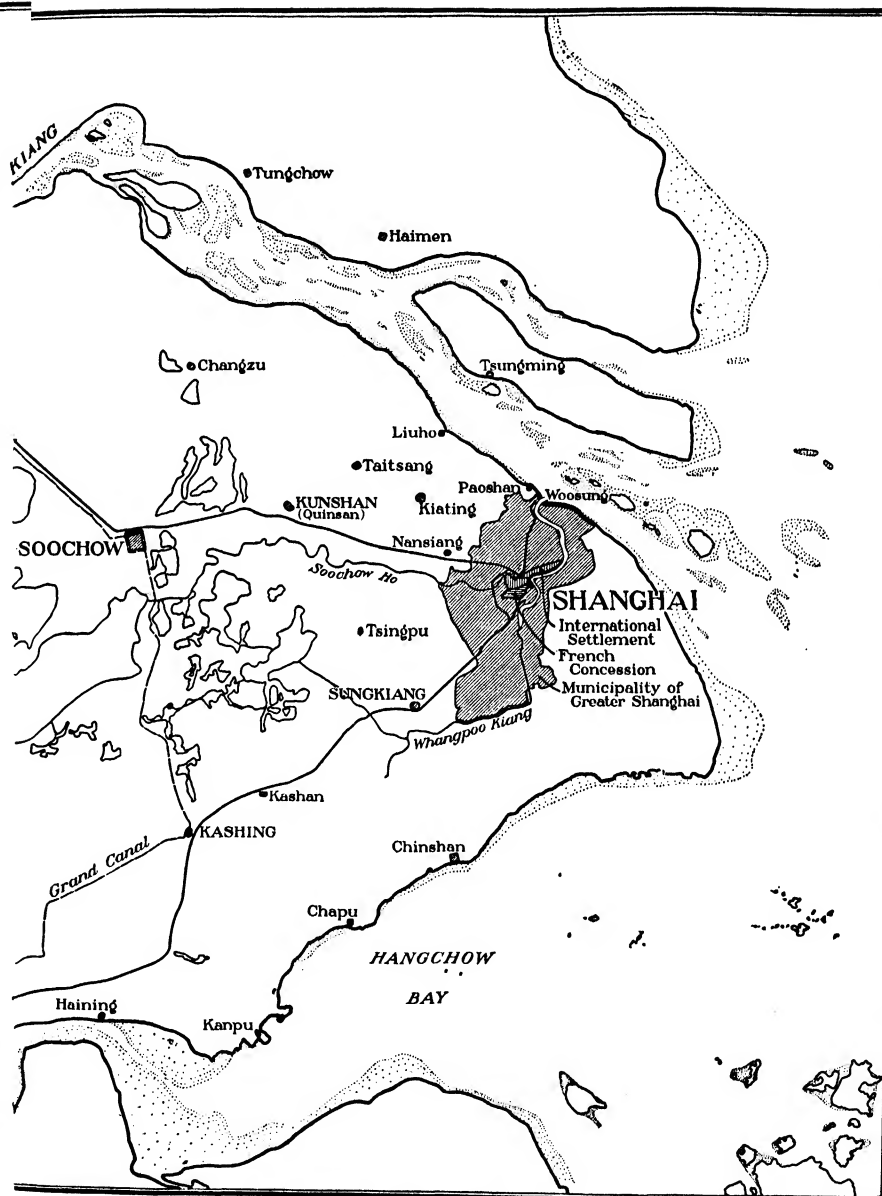 KIANG
Tungchow
Haimen
Changzu
Tsungming
Liuho
Taitsang
Paoshan
Woosung
KUNSHAN
(Quinsan)
Kiating
SOOCHOW
Nansiang
Soochow Ho
SHANGHAI
International
Settlement
French
Concession
Municipality of
Greater Shanghai
Tsingpu
SUNGKIANG
Whangpoo Kiang
Kashan
KASHING
Grand Canal
Chinshan
Chapu
HANGCHOW
BAY
Haining
Kanpu